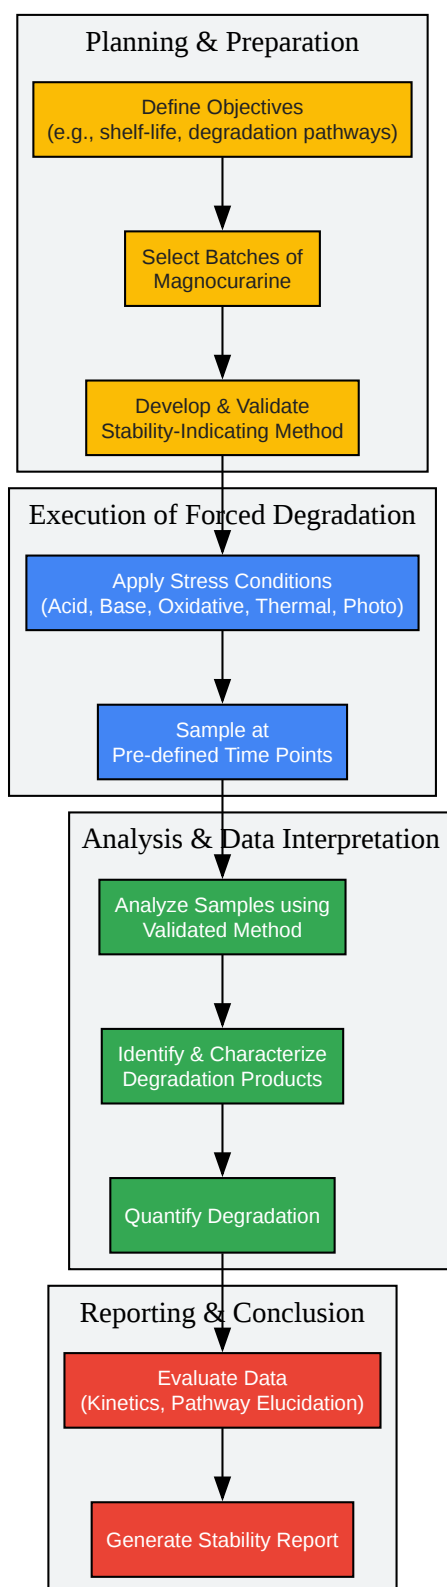 Planning & Preparation
Define Objectives
(e.g., shelf-life, degradation pathways)
Select Batches of
Magnocurarine
Develop & Validate
Stability-Indicating Method
Execution of Forced Degradation
Apply Stress Conditions
(Acid, Base, Oxidative, Thermal, Photo)
Sample at
Pre-defined Time Points
Analysis & Data Interpretation
Analyze Samples using
Validated Method
Identify & Characterize
Degradation Products
Quantify Degradation
Reporting & Conclusion
Evaluate Data
(Kinetics, Pathway Elucidation)
Generate Stability Report